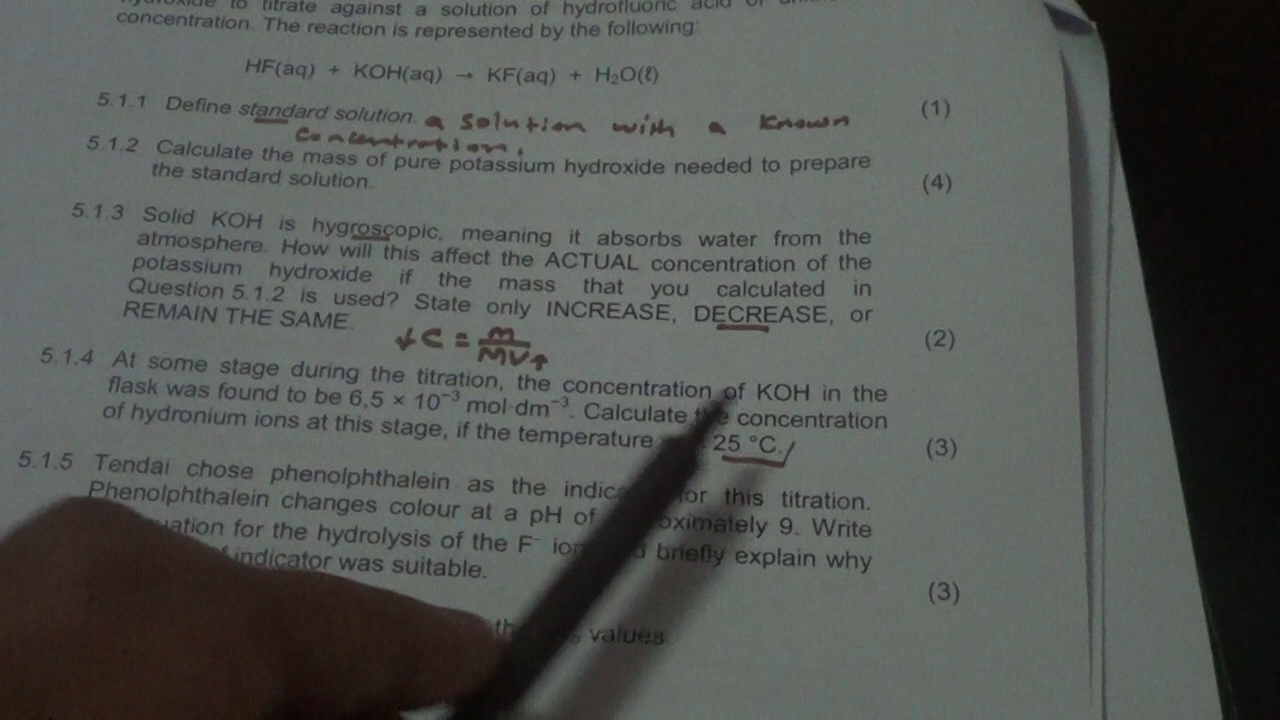 to titrate against a solution of hydrofluoric acid
concentration. The reaction is represented by the following:
HF(aq) + KOH(aq) → KF(aq) + H₂O(ℓ)
5.1.1 Define standard solution. a solution with a known (1)
concentration.
5.1.2 Calculate the mass of pure potassium hydroxide needed to prepare
the standard solution. (4)
5.1.3 Solid KOH is hygroscopic, meaning it absorbs water from the
atmosphere. How will this affect the ACTUAL concentration of the
potassium hydroxide if the mass that you calculated in
Question 5.1.2 is used? State only INCREASE, DECREASE, or
REMAIN THE SAME. (2)
↓C = m/MV↑
5.1.4 At some stage during the titration, the concentration of KOH in the
flask was found to be 6,5 × 10⁻³ mol·dm⁻³. Calculate the concentration
of hydronium ions at this stage, if the temperature 25 °C. (3)
5.1.5 Tendai chose phenolphthalein as the for this titration.
Phenolphthalein changes colour at a pH of 9. Write
for the hydrolysis of the F⁻ briefly explain why
indicator was suitable. (3)
values